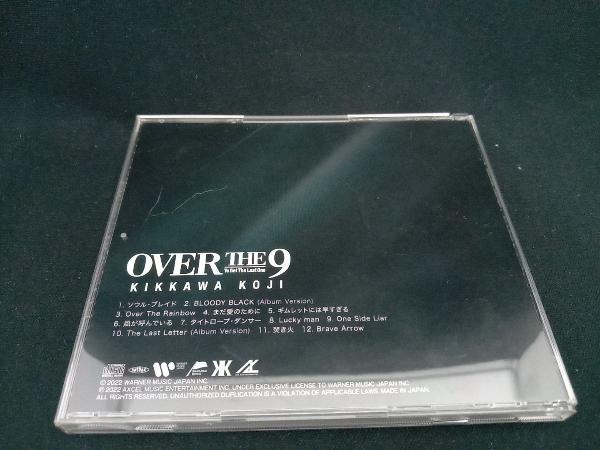 OVER THE 9
To Get The Last One
KIKKAWA KOJI
1. ソウル・ブレイド 2. BLOODY BLACK (Album Version)
3. Over The Rainbow 4. まだ愛のために 5. ギムレットには早すぎる
6. 風が呼んでいる 7. タイトロープ・ダンサー 8. Lucky man 9. One Side Liar
10. The Last Letter (Album Version) 11. 焚き火 12. Brave Arrow
© 2022 WARNER MUSIC JAPAN INC.
℗ 2022 AXCEL MUSIC ENTERTAINMENT INC. UNDER EXCLUSIVE LICENSE TO WARNER MUSIC JAPAN INC.
ALL RIGHTS RESERVED. UNAUTHORIZED DUPLICATION IS A VIOLATION OF APPLICABLE LAWS. MADE IN JAPAN.